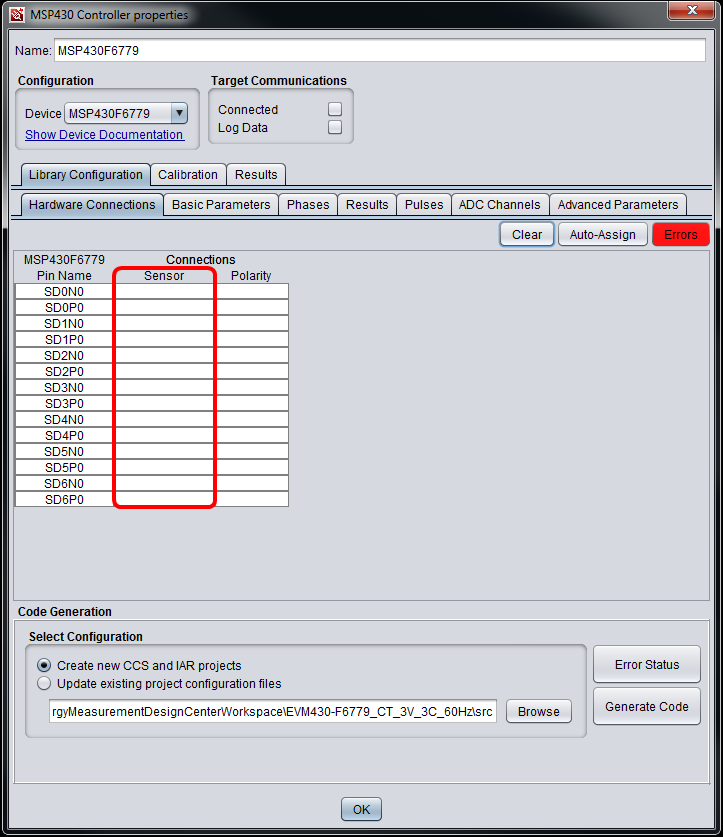 MSP430 Controller properties
Name: MSP430F6779
Configuration
Target Communications
Device MSP430F6779
Show Device Documentation
Connected
Log Data
Library Configuration Calibration Results
Hardware Connections Basic Parameters Phases Results Pulses ADC Channels Advanced Parameters
Clear Auto-Assign Errors
MSP430F6779 Connections
Pin Name Sensor Polarity
SD0N0
SD0P0
SD1N0
SD1P0
SD2N0
SD2P0
SD3N0
SD3P0
SD4N0
SD4P0
SD5N0
SD5P0
SD6N0
SD6P0
Code Generation
Select Configuration
Create new CCS and IAR projects
Update existing project configuration files
rgyMeasurementDesignCenterWorkspace\EVM430-F6779_CT_3V_3C_60Hz\src Browse
Error Status
Generate Code
OK